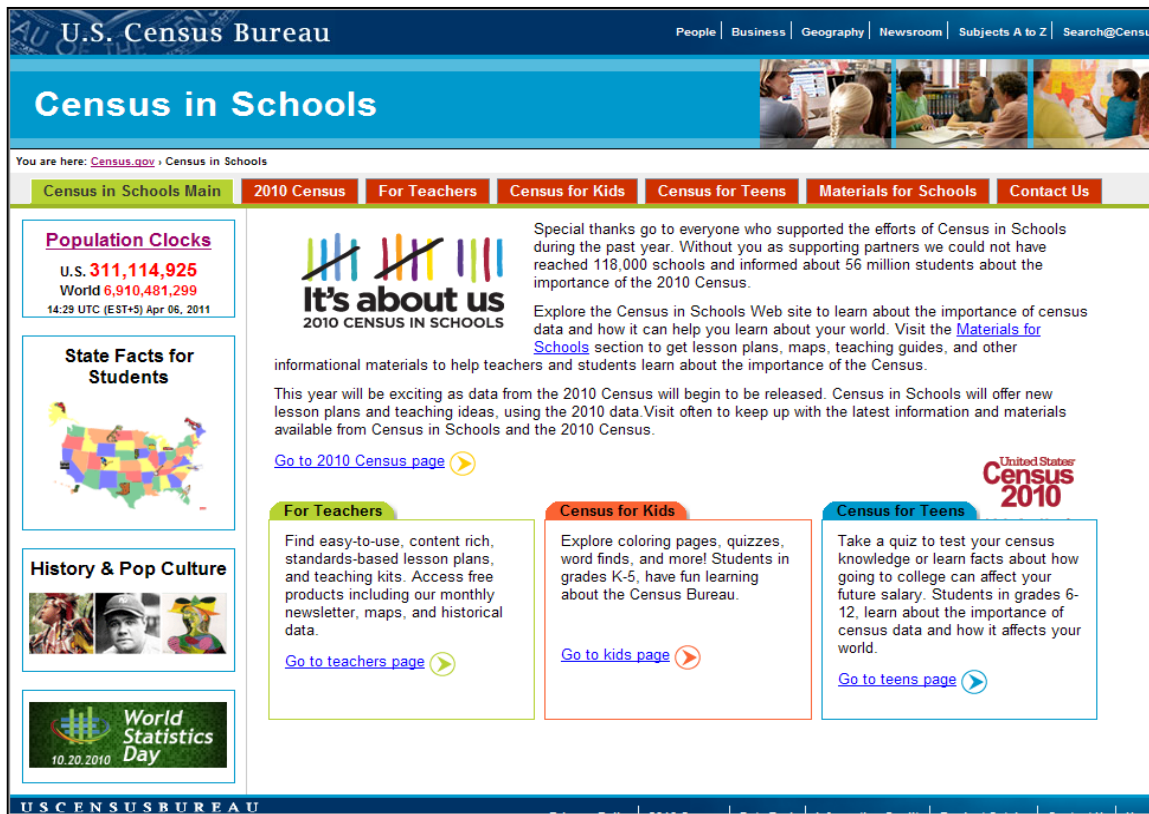 U.S. Census Bureau
People | Business | Geography | Newsroom | Subjects A to Z |
Census in Schools
You are here: Census.gov › Census in Schools
Census in Schools Main
2010 Census
For Teachers
Census for Kids
Census for Teens
Materials for Schools
Contact Us
Population Clocks
U.S. 311,114,925
World 6,910,481,299
14:29 UTC (EST+5) Apr 06, 2011
State Facts for
Students
History & Pop Culture
World
Statistics
10.20.2010 Day
It's about us
2010 CENSUS IN SCHOOLS
Special thanks go to everyone who supported the efforts of Census in Schools
during the past year. Without you as supporting partners we could not have
reached 118,000 schools and informed about 56 million students about the
importance of the 2010 Census.
Explore the Census in Schools Web site to learn about the importance of census
data and how it can help you learn about your world. Visit the Materials for
Schools section to get lesson plans, maps, teaching guides, and other
informational materials to help teachers and students learn about the importance of the Census.
This year will be exciting as data from the 2010 Census will begin to be released. Census in Schools will offer new
lesson plans and teaching ideas, using the 2010 data.Visit often to keep up with the latest information and materials
available from Census in Schools and the 2010 Census.
Go to 2010 Census page
United States
Census
2010
For Teachers
Find easy-to-use, content rich,
standards-based lesson plans,
and teaching kits. Access free
products including our monthly
newsletter, maps, and historical
data.
Go to teachers page
Census for Kids
Explore coloring pages, quizzes,
word finds, and more! Students in
grades K-5, have fun learning
about the Census Bureau.
Go to kids page
Census for Teens
Take a quiz to test your census
knowledge or learn facts about how
going to college can affect your
future salary. Students in grades 6-
12, learn about the importance of
census data and how it affects your
world.
Go to teens page
USCENSUSBUREAU